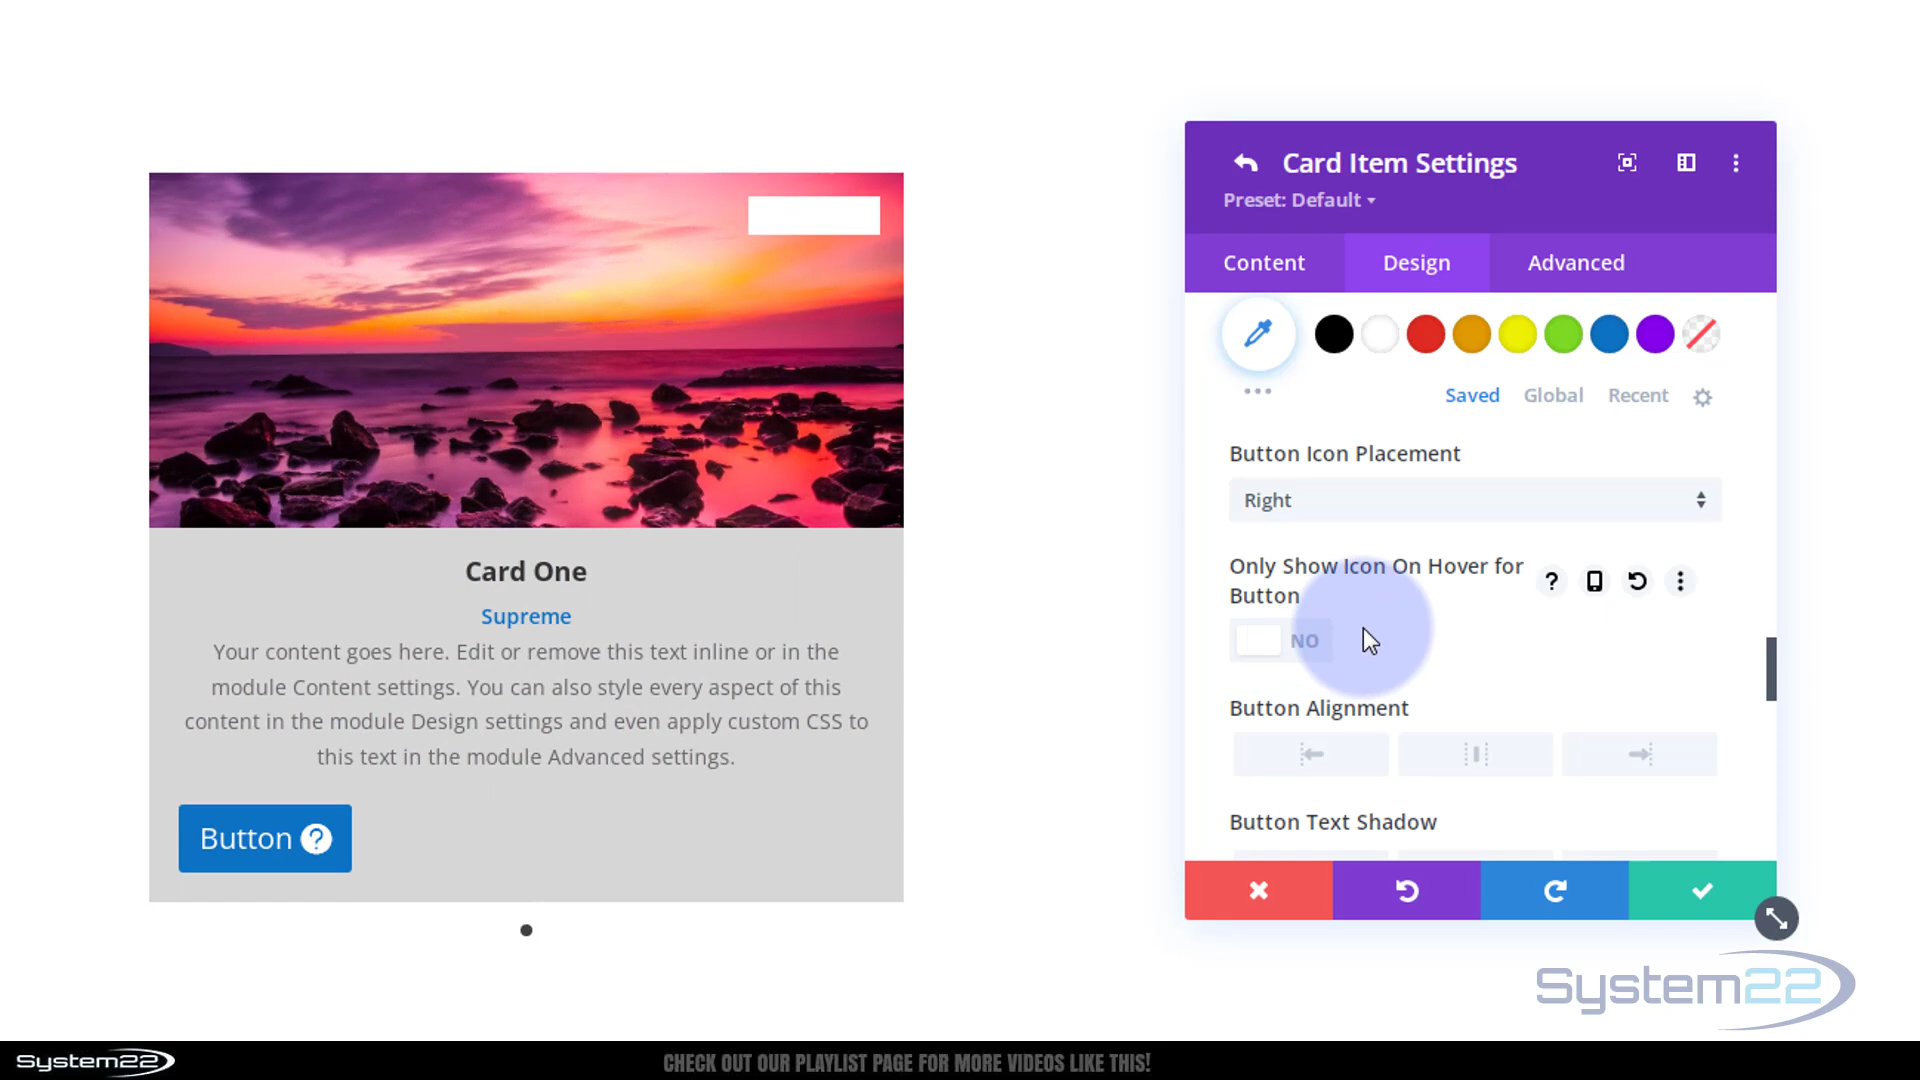 Card Item Settings
Preset: Default
Content
Design
Advanced
Saved
Global
Recent
Button Icon Placement
Right
Only Show Icon On Hover for
Button
?
NO
Button Alignment
Button Text Shadow
Card One
Supreme
Your content goes here. Edit or remove this text inline or in the
module Content settings. You can also style every aspect of this
content in the module Design settings and even apply custom CSS to
this text in the module Advanced settings.
Button ?
System22
System22
CHECK OUT OUR PLAYLIST PAGE FOR MORE VIDEOS LIKE THIS!